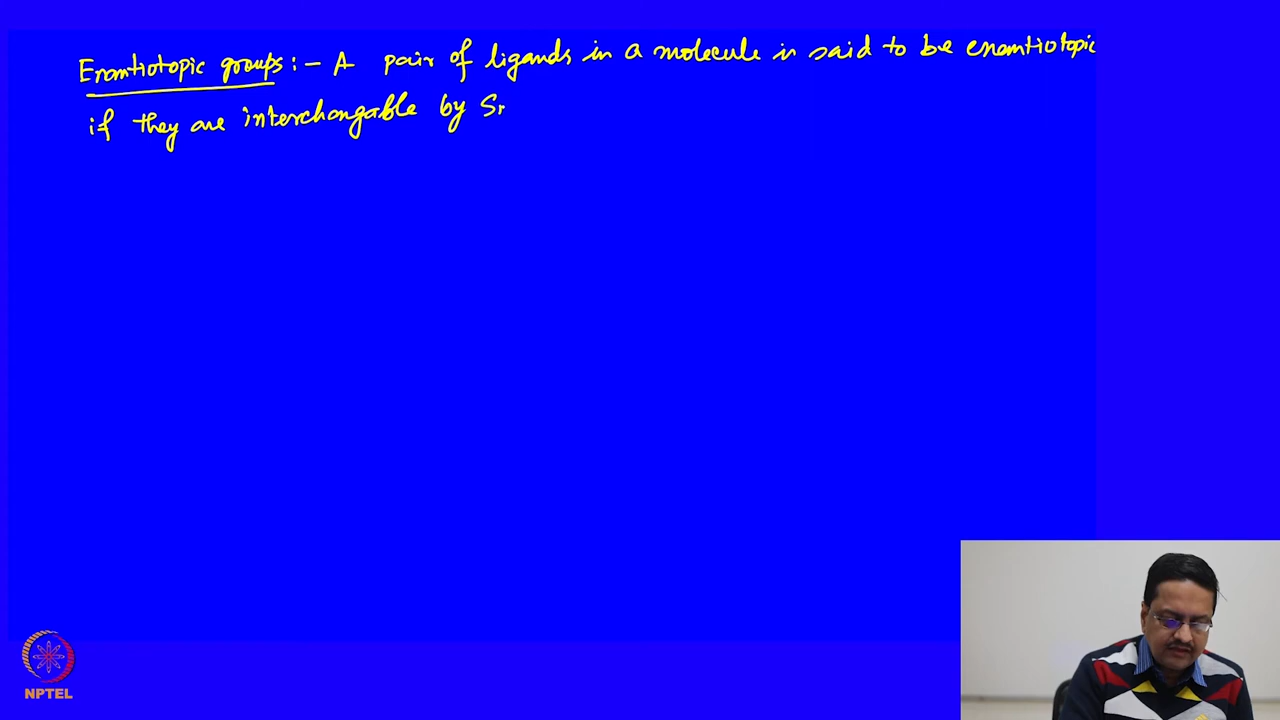 Enantiotopic groups :- A pair of ligands in a molecule is said to be enantiotopic
if they are interchangable by
NPTEL